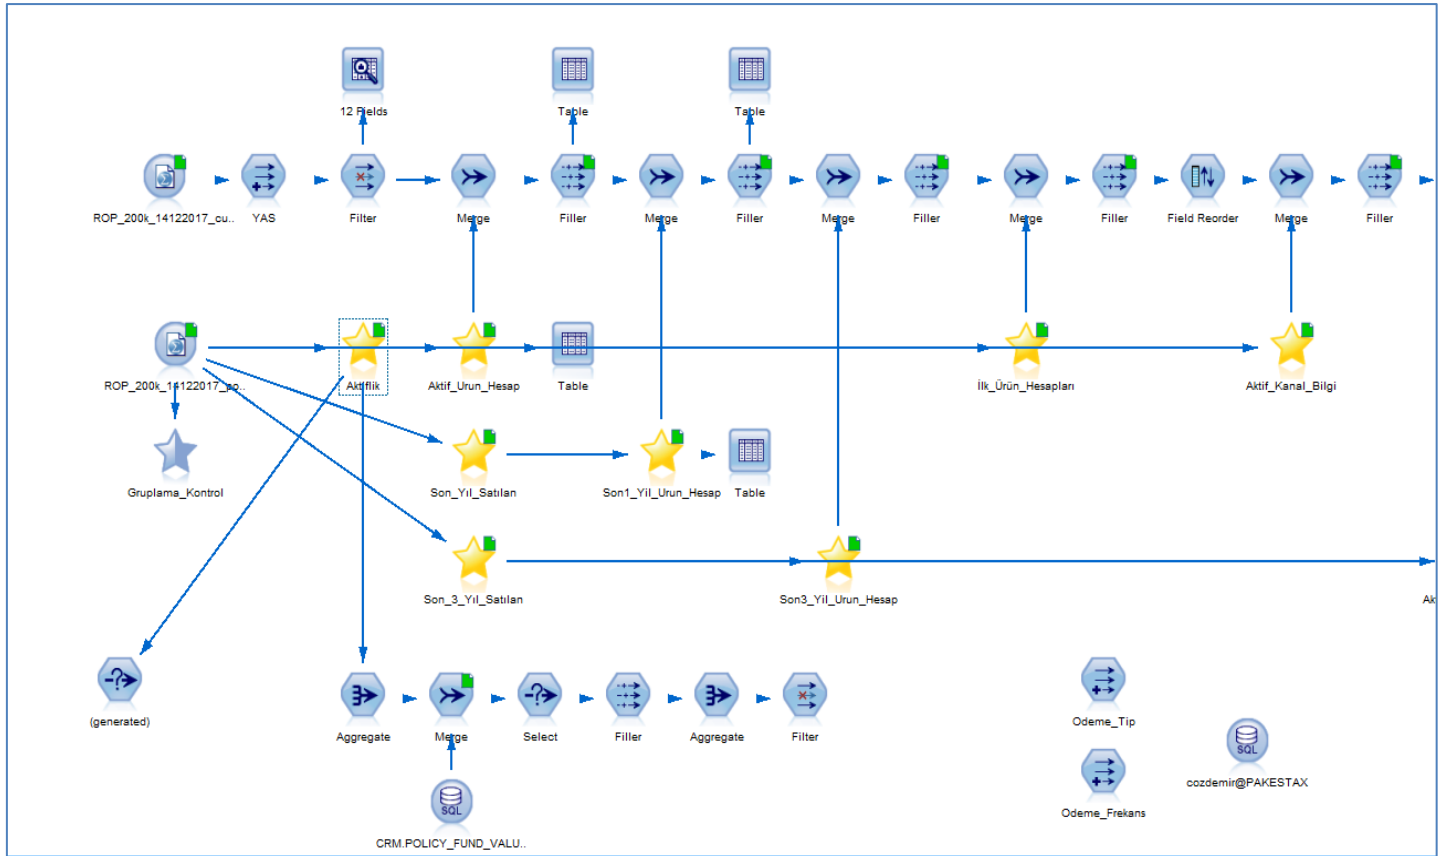 12 Fields
Table
Table
ROP_200k_14122017_cu..
YAS
Filter
Merge
Filler
Merge
Filler
Merge
Filler
Merge
Filler
Field Reorder
Merge
Filler
ROP_200k_14122017_po..
Aktiflik
Aktif_Urun_Hesap
Table
İlk_Ürün_Hesapları
Aktif_Kanal_Bilgi
Gruplama_Kontrol
Son_Yıl_Satılan
Son1_Yil_Urun_Hesap
Table
Son_3_Yıl_Satılan
Son3_Yil_Urun_Hesap
Ak
(generated)
Aggregate
Merge
Select
Filler
Aggregate
Filter
Odeme_Tip
SQL
cozdemir@PAKESTAX
Odeme_Frekans
SQL
CRM.POLICY_FUND_VALU..